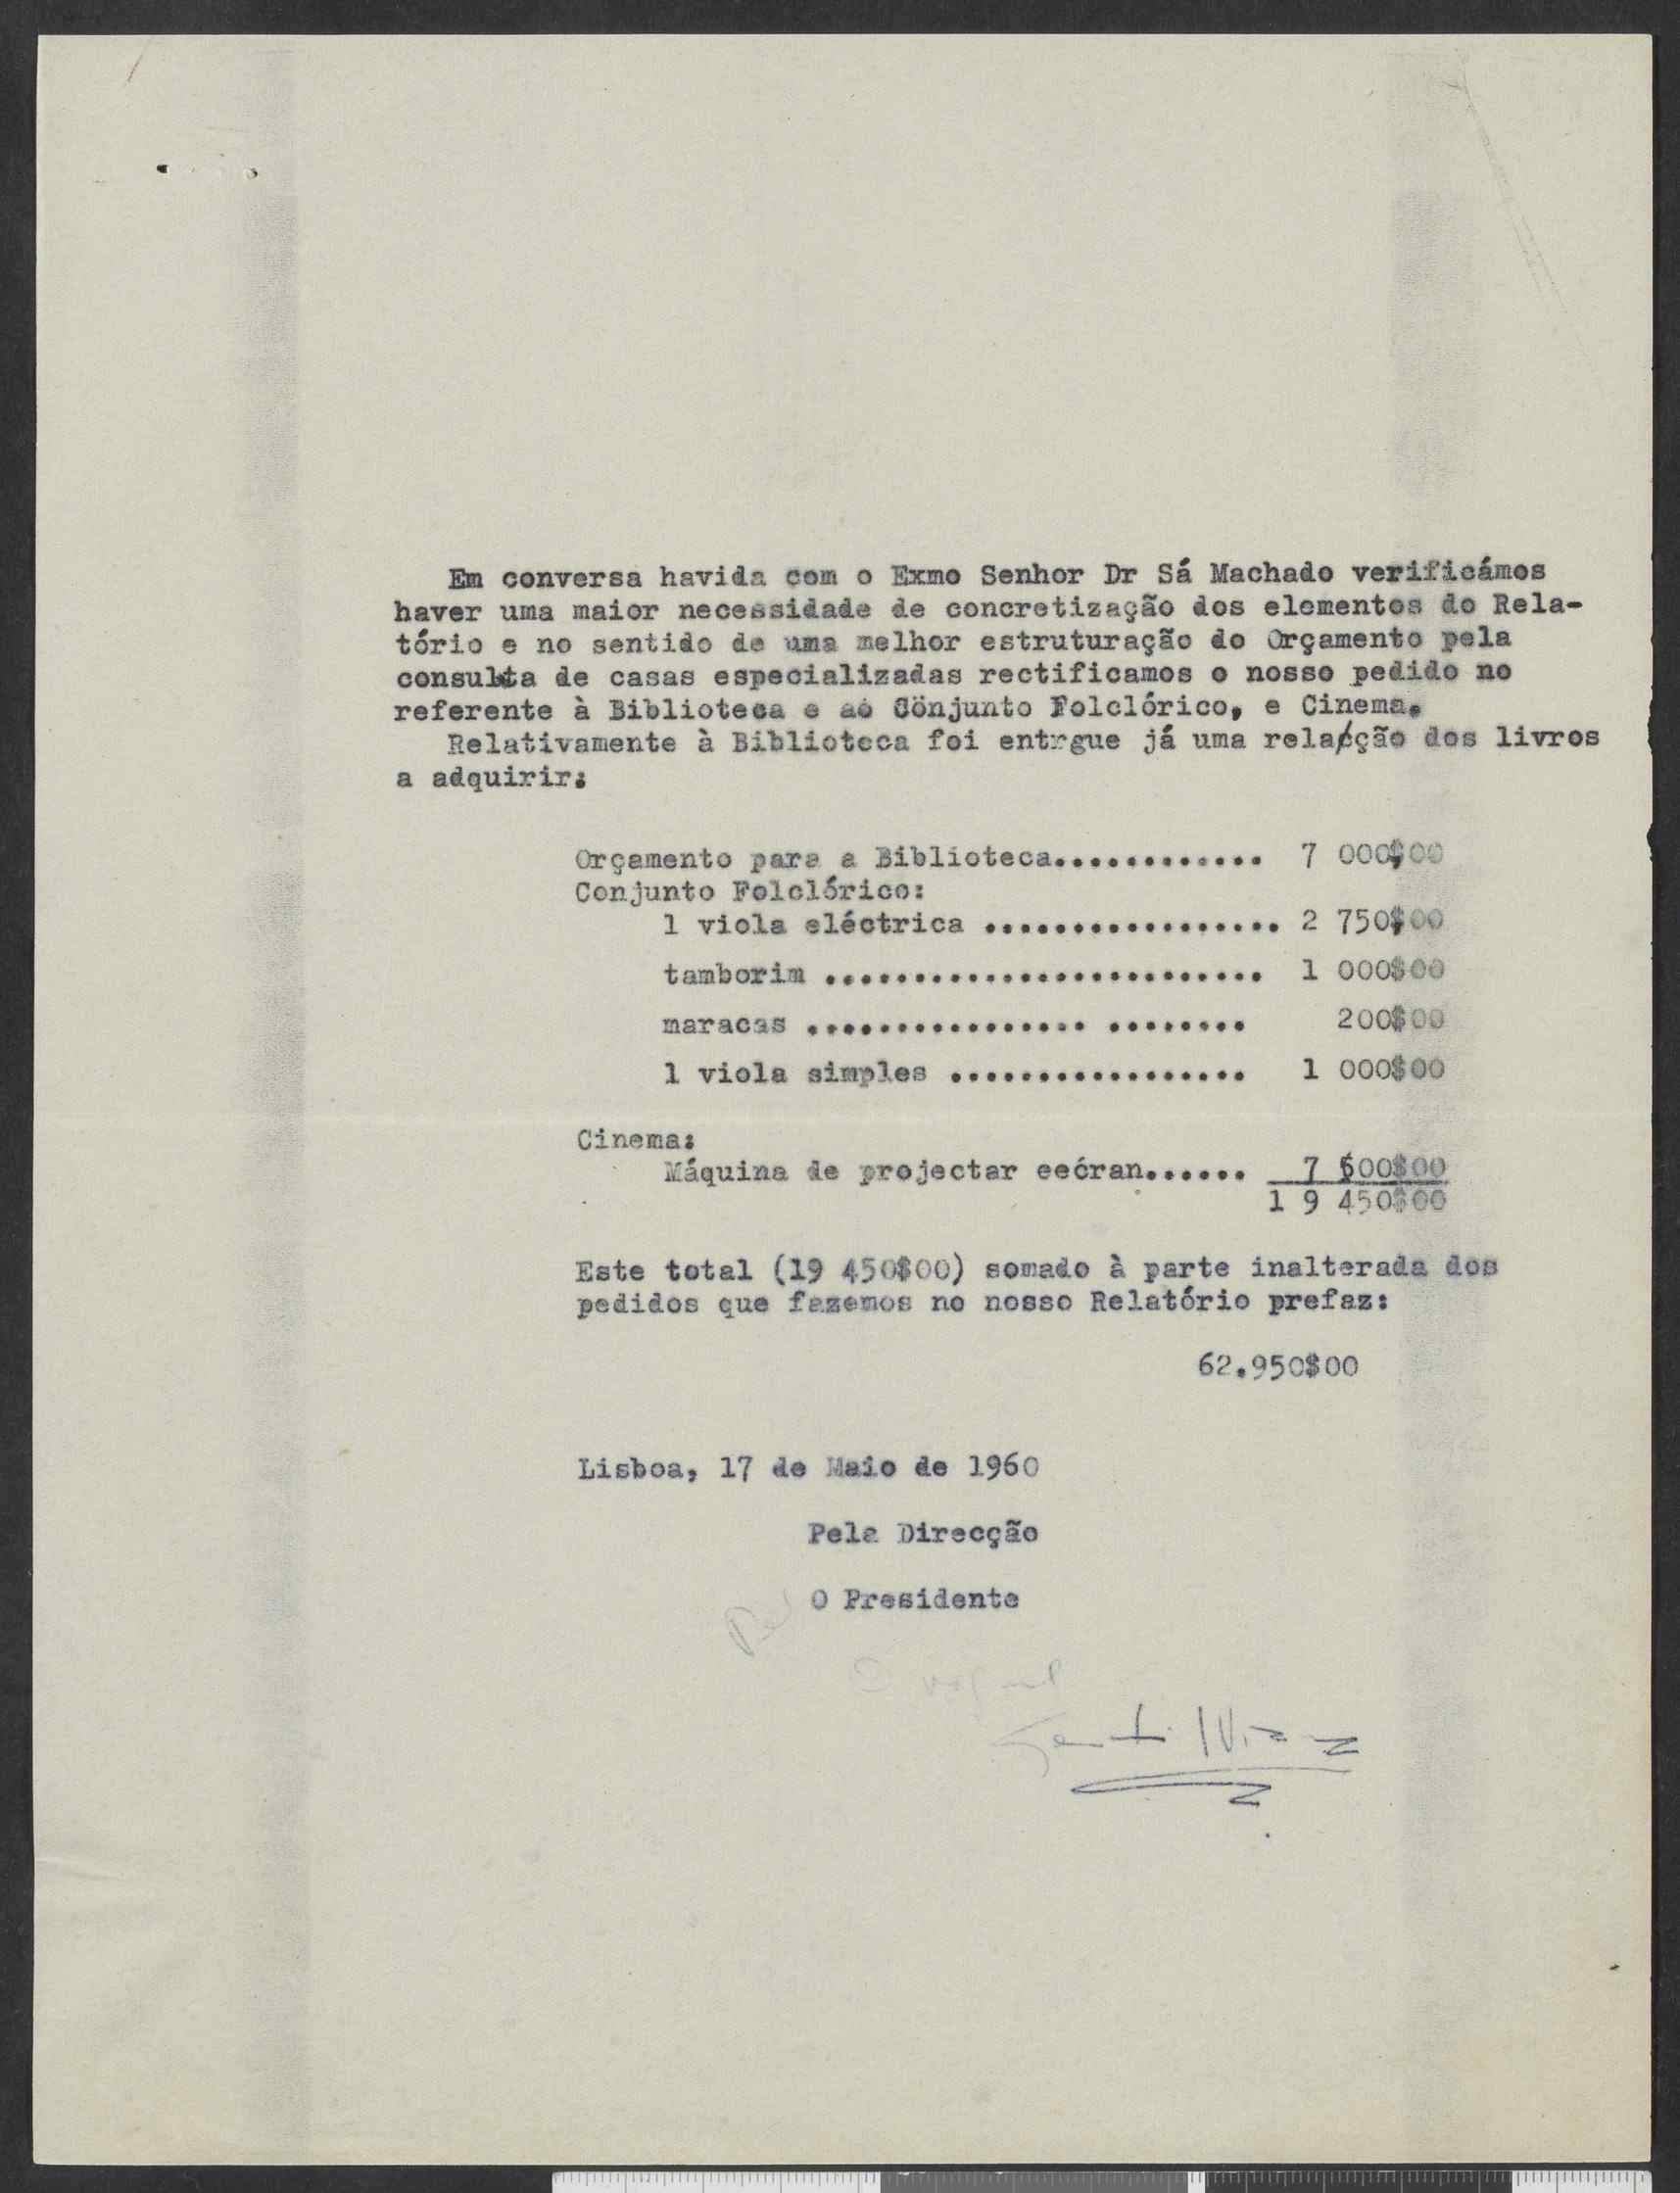 Em conversa havida com o Exmo Senhor Dr Sá Machado verificámos
haver uma maior necessidade de concretização dos elementos do Rela-
tório e no sentido de uma melhor estruturação do Orçamento pela
consulta de casas especializadas rectificamos o nosso pedido no
referente à Biblioteca e ao Cönjunto Folclórico, e Cinema.
Relativamente à Biblioteca foi entrgue já uma relação dos livros
a adquirir:
Orçamento para a Biblioteca............ 7 000$00
Conjunto Folclórico:
1 viola eléctrica ................. 2 750$00
tamborim ......................... 1 000$00
maracas ................ ........ 200$00
1 viola simples ................. 1 000$00
Cinema:
Máquina de projectar eećran...... 7 500$00
1 9 450$00
Este total (19 450$00) somado à parte inalterada dos
pedidos que fazemos no nosso Relatório prefaz:
62.950$00
Lisboa, 17 de Maio de 1960
Pela Direcção
O Presidente
O vogal